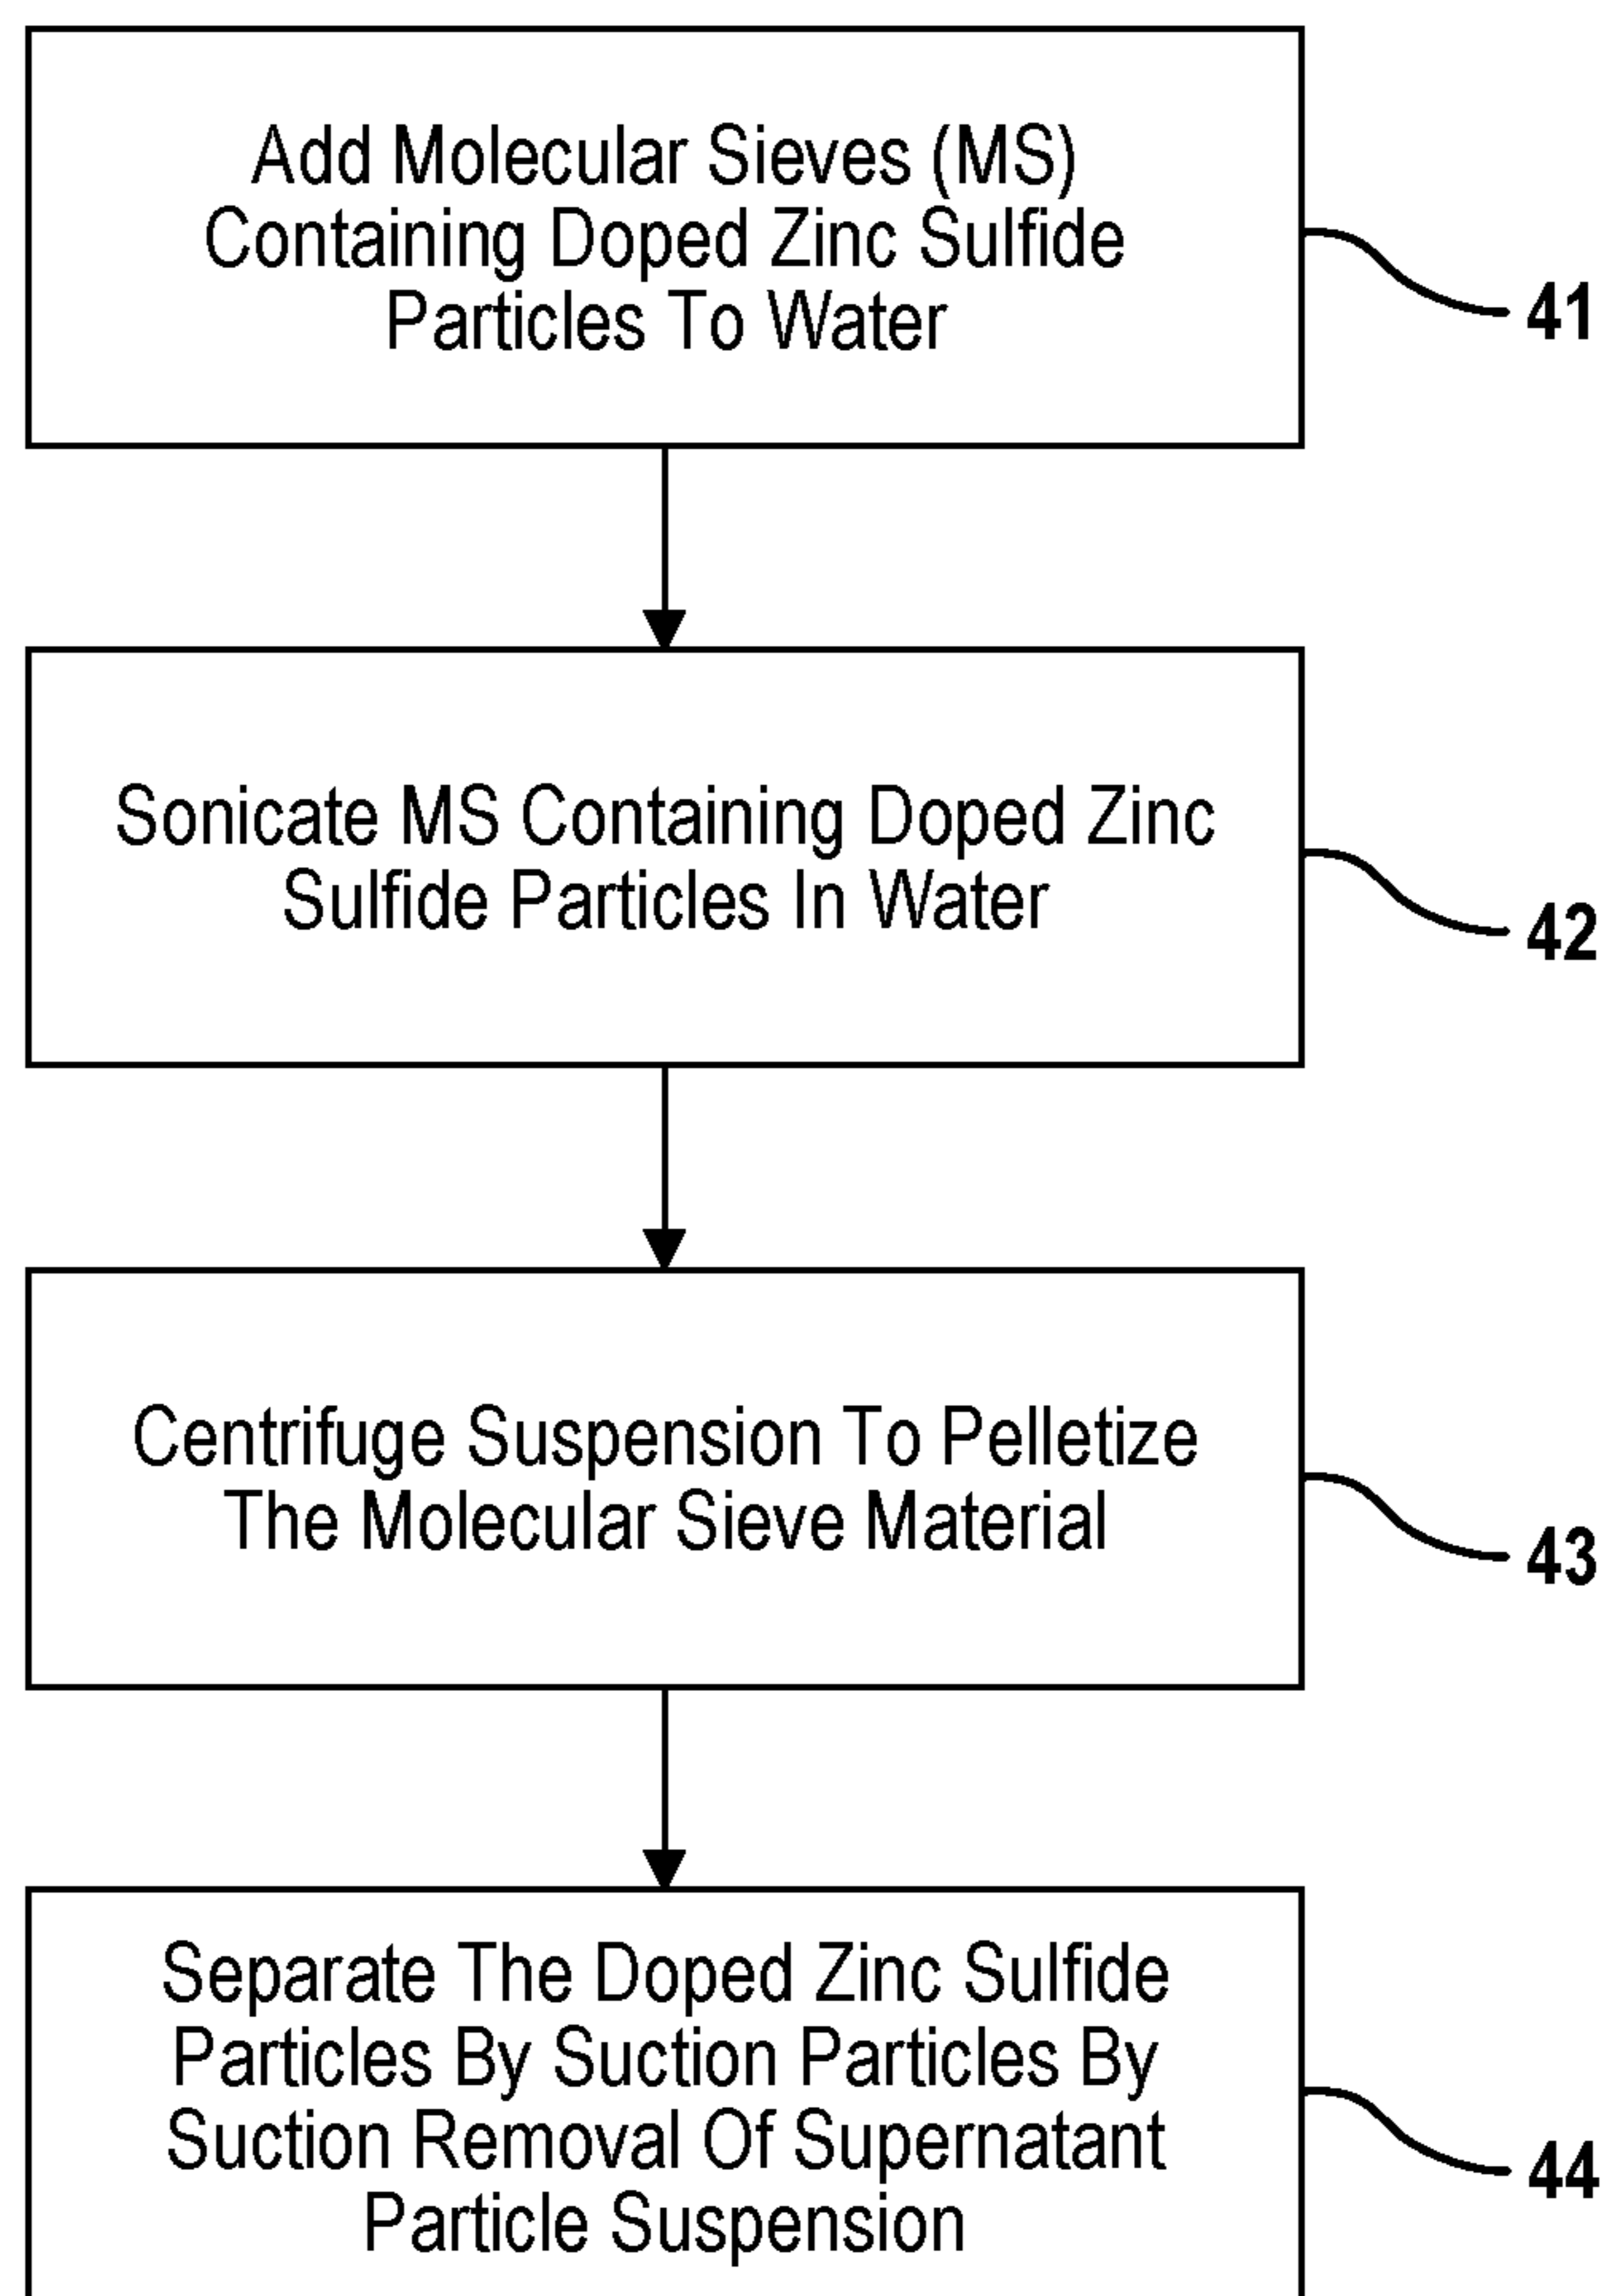 Add Molecular Sieves (MS)
Containing Doped Zinc Sulfide
Particles To Water
41
Sonicate MS Containing Doped Zinc
Sulfide Particles In Water
42
Centrifuge Suspension To Pelletize
The Molecular Sieve Material
43
Separate The Doped Zinc Sulfide
Particles By Suction Particles By
Suction Removal Of Supernatant
Particle Suspension
44